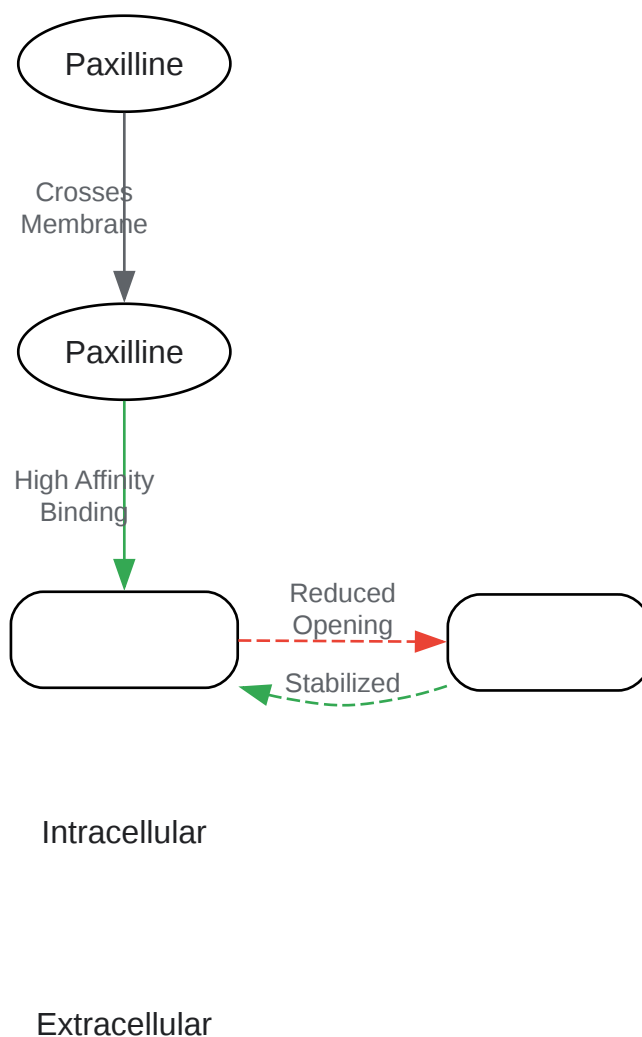 Paxilline
Crosses
Membrane
Paxilline
High Affinity
Binding
Reduced
Opening
Stabilized
Intracellular
Extracellular